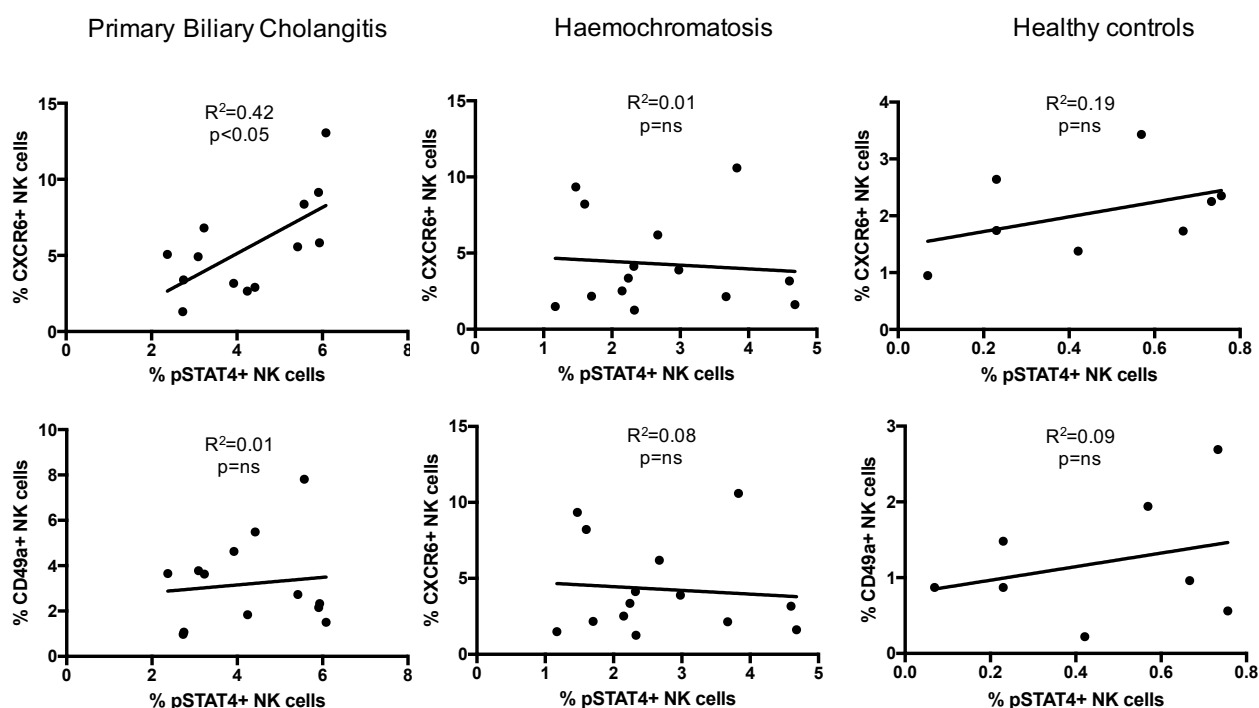 Primary Biliary Cholangitis
Haemochromatosis
Healthy controls
R²=0.42
p<0.05
% CXCR6+ NK cells
15
10
5
0
0 2 4 6 8
% pSTAT4+ NK cells
R²=0.01
p=ns
% CXCR6+ NK cells
15
10
5
0
0 1 2 3 4 5
% pSTAT4+ NK cells
R²=0.19
p=ns
% CXCR6+ NK cells
4
3
2
1
0
0.0 0.2 0.4 0.6 0.8
% pSTAT4+ NK cells
R²=0.01
p=ns
% CD49a+ NK cells
10
8
6
4
2
0
0 2 4 6 8
% pSTAT4+ NK cells
R²=0.08
p=ns
% CXCR6+ NK cells
15
10
5
0
0 1 2 3 4 5
% pSTAT4+ NK cells
R²=0.09
p=ns
% CD49a+ NK cells
3
2
1
0
0.0 0.2 0.4 0.6 0.8
% pSTAT4+ NK cells